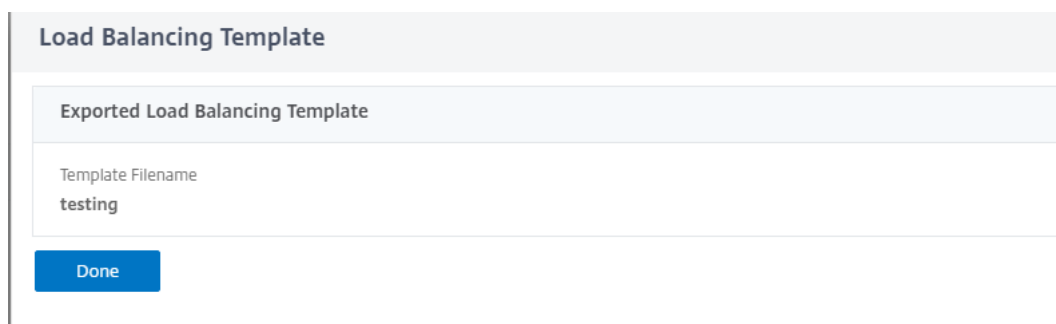 Load Balancing Template
Exported Load Balancing Template
Template Filename
testing
Done